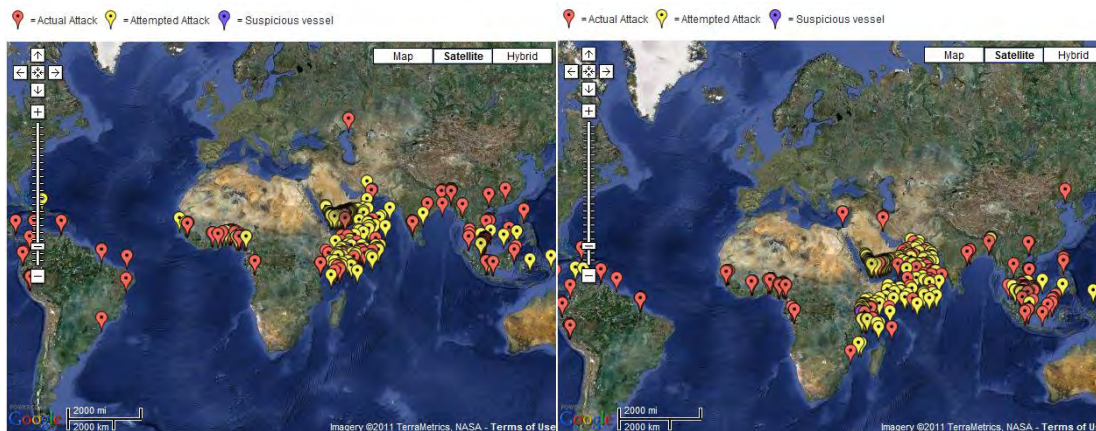 = Actual Attack = Attempted Attack = Suspicious vessel
Map Satellite Hybrid
2000 mi
2000 km
Google
Imagery ©2011 TerraMetrics, NASA - Terms of Use
= Actual Attack = Attempted Attack = Suspicious vessel
Map Satellite Hybrid
2000 mi
2000 km
Google
Imagery ©2011 TerraMetrics, NASA - Terms of Use